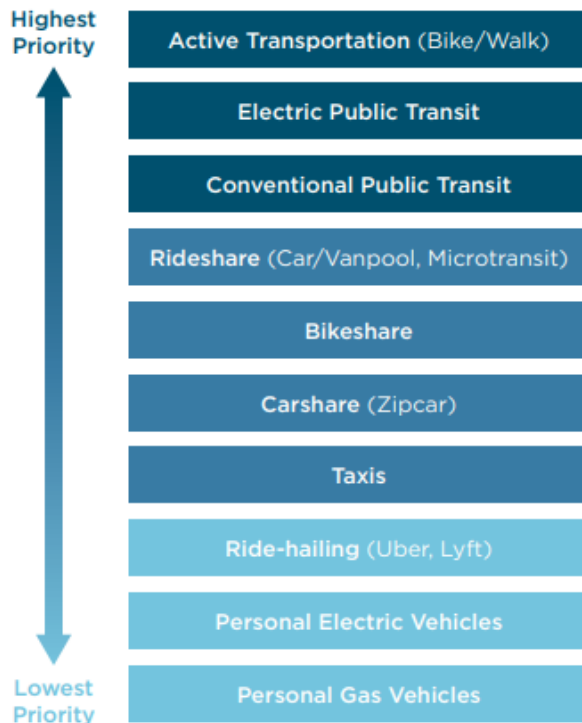 Highest
Priority
Active Transportation (Bike/Walk)
Electric Public Transit
Conventional Public Transit
Rideshare (Car/Vanpool, Microtransit)
Bikeshare
Carshare (Zipcar)
Taxis
Ride-hailing (Uber, Lyft)
Personal Electric Vehicles
Personal Gas Vehicles
Lowest
Priority